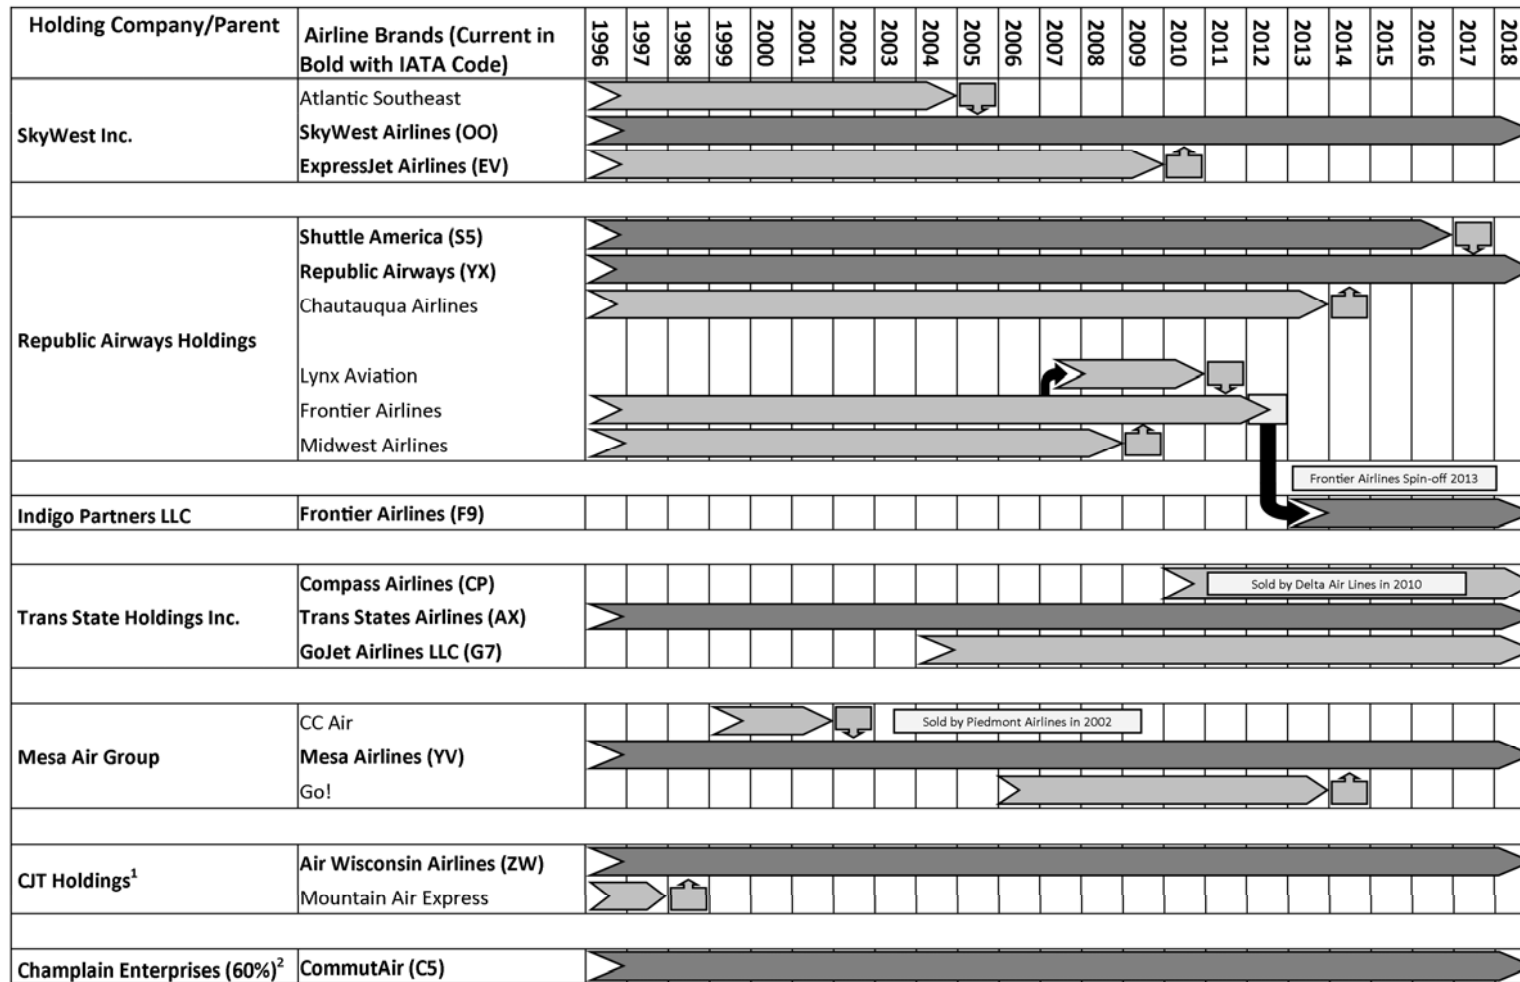 Holding Company/Parent
Airline Brands (Current in
Bold with IATA Code)
1996
1997
1998
1999
2000
2001
2002
2003
2004
2005
2006
2007
2008
2009
2010
2011
2012
2013
2014
2015
2016
2017
2018
SkyWest Inc.
Atlantic Southeast
SkyWest Airlines (OO)
ExpressJet Airlines (EV)
Republic Airways Holdings
Shuttle America (S5)
Republic Airways (YX)
Chautauqua Airlines
Lynx Aviation
Frontier Airlines
Midwest Airlines
Frontier Airlines Spin-off 2013
Indigo Partners LLC
Frontier Airlines (F9)
Trans State Holdings Inc.
Compass Airlines (CP)
Sold by Delta Air Lines in 2010
Trans States Airlines (AX)
GoJet Airlines LLC (G7)
Mesa Air Group
CC Air
Sold by Piedmont Airlines in 2002
Mesa Airlines (YV)
Go!
CJT Holdings1
Air Wisconsin Airlines (ZW)
Mountain Air Express
Champlain Enterprises (60%)2
CommutAir (C5)